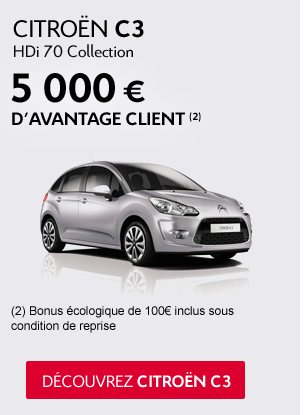 CITROËN C3
HDi 70 Collection
5 000 €
D'AVANTAGE CLIENT (2)
(2) Bonus écologique de 100€ inclus sous
condition de reprise
DÉCOUVREZ CITROËN C3